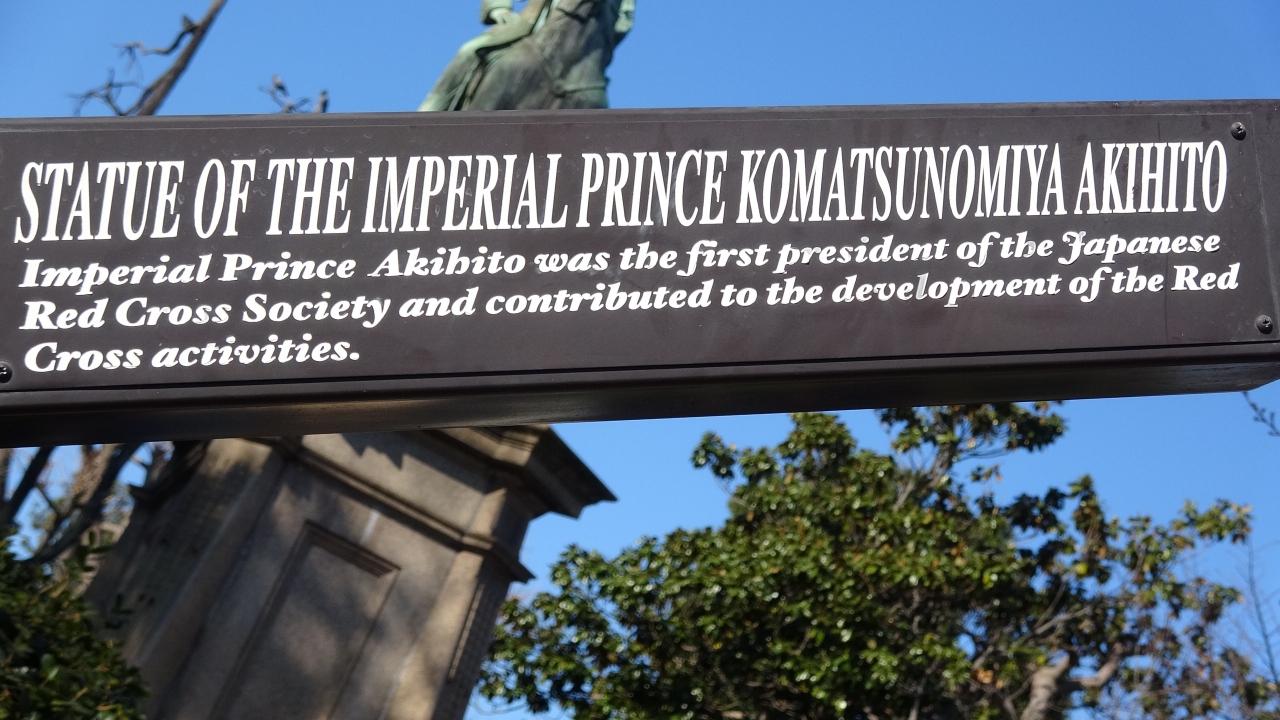 STATUE OF THE IMPERIAL PRINCE KOMATSUNOMIYA AKIHITO
Imperial Prince Akihito was the first president of the Japanese
Red Cross Society and contributed to the development of the Red
Cross activities.